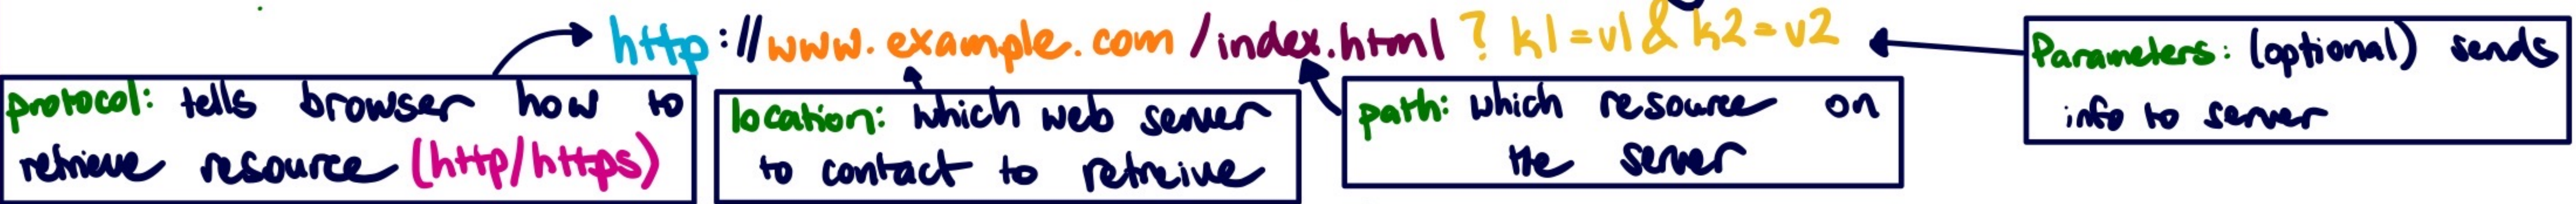 http://www.example.com/index.html?k1=v1&k2=v2
protocol: tells browser how to
retrieve resource (http/https)
location: which web server
to contact to retreive
path: which resource on
the server
Parameters: (optional) sends
info to server